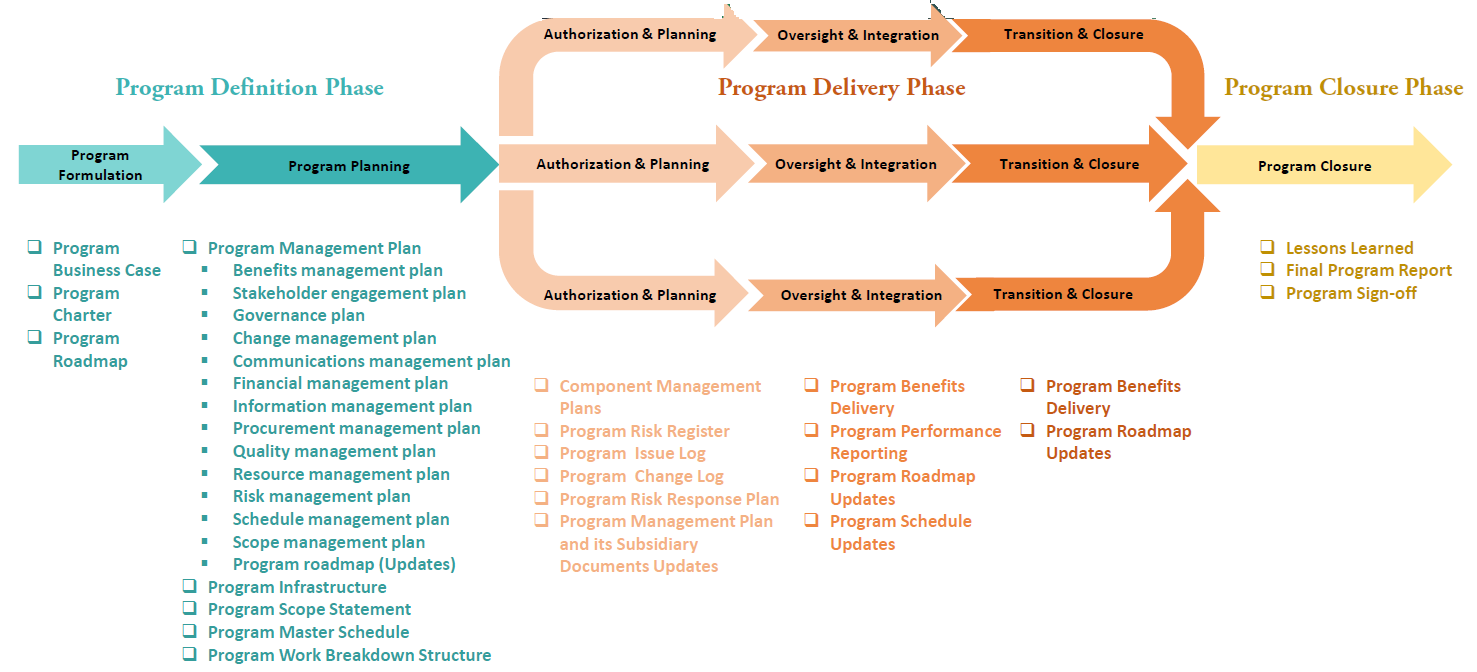 Authorization & Planning
Oversight & Integration
Transition & Closure
Program Definition Phase
Program Delivery Phase
Program Closure Phase
Program
Formulation
Program Planning
Authorization & Planning
Oversight & Integration
Transition & Closure
Program Closure
Authorization & Planning
Oversight & Integration
Transition & Closure
❑ Program
Business Case
❑ Program
Charter
❑ Program
Roadmap
❑ Program Management Plan
▪ Benefits management plan
▪ Stakeholder engagement plan
▪ Governance plan
▪ Change management plan
▪ Communications management plan
▪ Financial management plan
▪ Information management plan
▪ Procurement management plan
▪ Quality management plan
▪ Resource management plan
▪ Risk management plan
▪ Schedule management plan
▪ Scope management plan
▪ Program roadmap (Updates)
❑ Program Infrastructure
❑ Program Scope Statement
❑ Program Master Schedule
❑ Program Work Breakdown Structure
❑ Component Management
Plans
❑ Program Risk Register
❑ Program  Issue Log
❑ Program  Change Log
❑ Program Risk Response Plan
❑ Program Management Plan
and its Subsidiary
Documents Updates
❑ Program Benefits
Delivery
❑ Program Performance
Reporting
❑ Program Roadmap
Updates
❑ Program Schedule
Updates
❑ Program Benefits
Delivery
❑ Program Roadmap
Updates
❑ Lessons Learned
❑ Final Program Report
❑ Program Sign-off